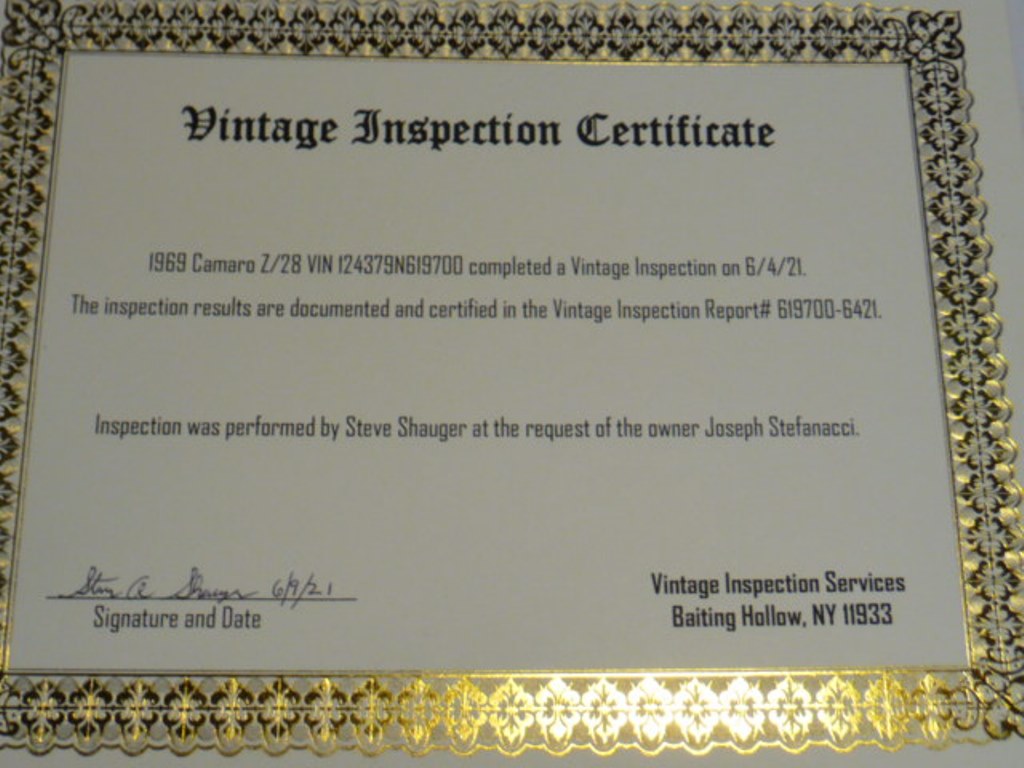 Vintage Inspection Certificate
1969 Camaro Z/28 VIN 124379N619700 completed a Vintage Inspection on 6/4/21.
The inspection results are documented and certified in the Vintage Inspection Report# 619700-6421.
Inspection was performed by Steve Shauger at the request of the owner Joseph Stefanacci.
Steve A Shauger 6/9/21
Signature and Date
Vintage Inspection Services
Baiting Hollow, NY 11933